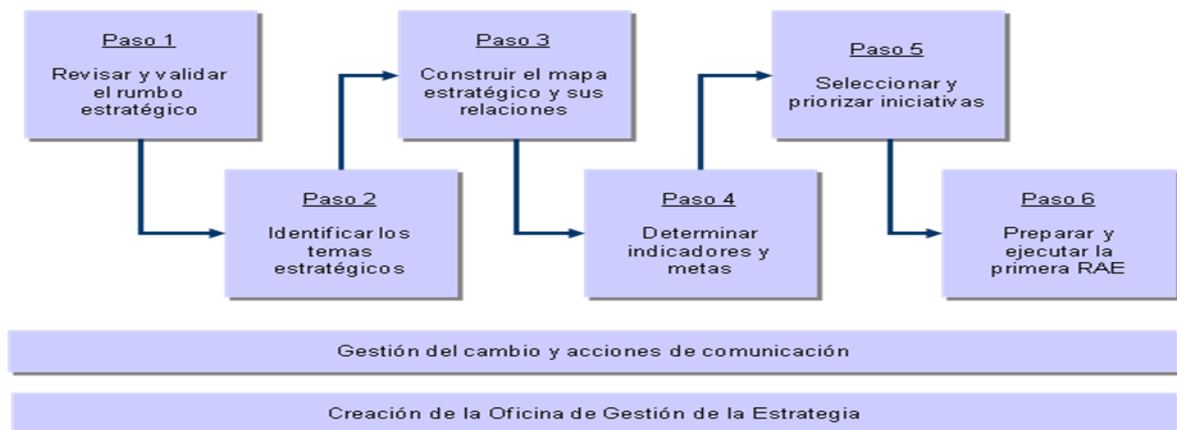 Paso 1
Revisar y validar
el rumbo
estratégico
Paso 2
Identificar los
temas
estratégicos
Paso 3
Construir el mapa
estratégico y sus
relaciones
Paso 4
Determinar
indicadores y
metas
Paso 5
Seleccionar y
priorizar iniciativas
Paso 6
Preparar y
ejecutar la
primera RAE
Gestión del cambio y acciones de comunicación
Creación de la Oficina de Gestión de la Estrategia